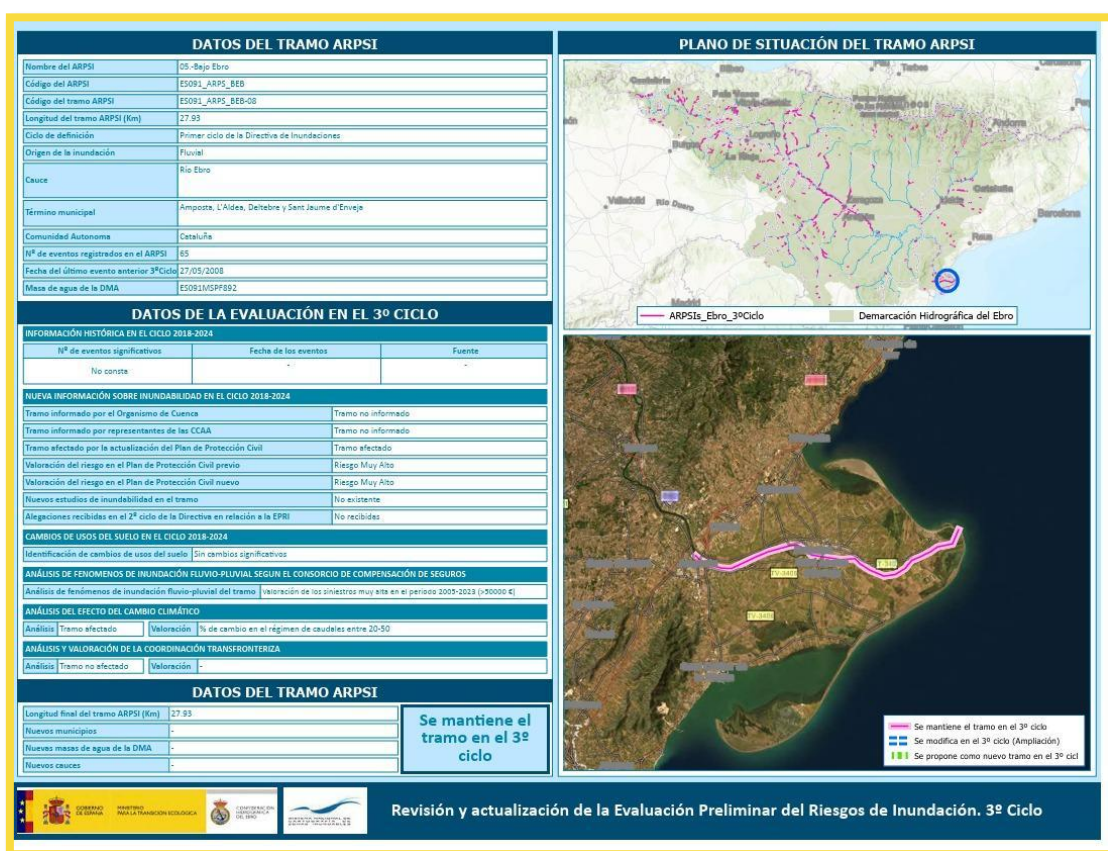 DATOS DEL TRAMO ARPSI
Nombre del ARPSI 05.-Bajo Ebro
Código del ARPSI ES091_ARPS_BEB
Código del tramo ARPSI ES091_ARPS_BEB-08
Longitud del tramo ARPSI (Km) 27.93
Ciclo de definición Primer ciclo de la Directiva de Inundaciones
Origen de la inundación Fluvial
Cauce Río Ebro
Término municipal Amposta, L'Aldea, Deltebre y Sant Jaume d'Enveja
Comunidad Autonoma Cataluña
Nº de eventos registrados en el ARPSI 65
Fecha del último evento anterior 3ºCiclo 27/05/2008
Masa de agua de la DMA ES091MSPF892
DATOS DE LA EVALUACIÓN EN EL 3º CICLO
INFORMACIÓN HISTÓRICA EN EL CICLO 2018-2024
Nº de eventos significativos Fecha de los eventos Fuente
No consta - -
NUEVA INFORMACIÓN SOBRE INUNDABILIDAD EN EL CICLO 2018-2024
Tramo informado por el Organismo de Cuenca Tramo no informado
Tramo informado por representantes de las CCAA Tramo no informado
Tramo afectado por la actualización del Plan de Protección Civil Tramo afectado
Valoración del riesgo en el Plan de Protección Civil previo Riesgo Muy Alto
Valoración del riesgo en el Plan de Protección Civil nuevo Riesgo Muy Alto
Nuevos estudios de inundabilidad en el tramo No existente
Alegaciones recibidas en el 2º ciclo de la Directiva en relación a la EPRI No recibidas
CAMBIOS DE USOS DEL SUELO EN EL CICLO 2018-2024
Identificación de cambios de usos del suelo Sin cambios significativos
ANÁLISIS DE FENOMENOS DE INUNDACIÓN FLUVIO-PLUVIAL SEGUN EL CONSORCIO DE COMPENSACIÓN DE SEGUROS
Análisis de fenómenos de inundación fluvio-pluvial del tramo Valoración de los siniestros muy alta en el periodo 2005-2023 (>50000 €)
ANÁLISIS DEL EFECTO DEL CAMBIO CLIMÁTICO
Análisis Tramo afectado Valoración % de cambio en el régimen de caudales entre 20-50
ANÁLISIS Y VALORACIÓN DE LA COORDINACIÓN TRANSFRONTERIZA
Análisis Tramo no afectado Valoración -
DATOS DEL TRAMO ARPSI
Longitud final del tramo ARPSI (Km) 27.93
Nuevos municipios -
Nuevas masas de agua de la DMA -
Nuevos cauces -
Se mantiene el
tramo en el 3º
ciclo
PLANO DE SITUACIÓN DEL TRAMO ARPSI
Bilbao
Pau
Tarbes
Cantabria
País Vasco
Andorra
Logroño
Burgos
La Rioja
Cataluña
Valladolid
Río Duero
Zaragoza
Aragón
Lleida
Barcelona
Reus
Madrid
ARPSIs_Ebro_3ºCiclo Demarcación Hidrográfica del Ebro
TV-3408
Se mantiene el tramo en el 3º ciclo
Se modifica en el 3º ciclo (Ampliación)
Se propone como nuevo tramo en el 3º cicl
GOBIERNO
DE ESPAÑA
MINISTERIO
PARA LA TRANSICIÓN ECOLÓGICA
CONFEDERACIÓN
HIDROGRÁFICA
DEL EBRO
Revisión y actualización de la Evaluación Preliminar del Riesgos de Inundación. 3º Ciclo